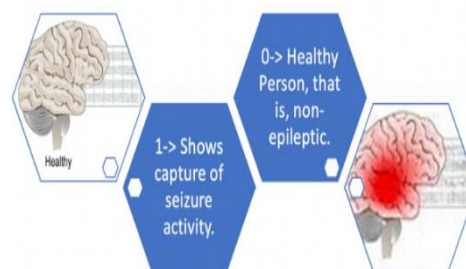 Healthy
1-> Shows
capture of
seizure
activity.
0-> Healthy
Person, that
is, non-
epileptic.